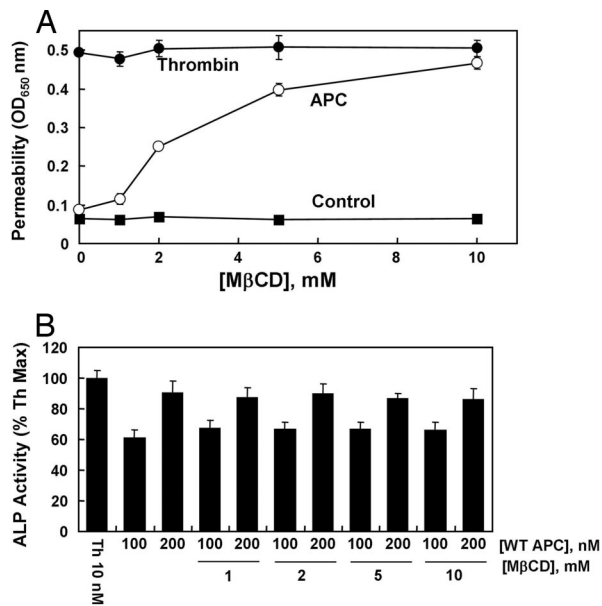 A
Permeability (OD650 nm)
0.5
0.4
0.3
0.2
0.1
0
Thrombin
APC
Control
0 2 4 6 8 10
[MβCD], mM
B
ALP Activity (% Th Max)
120
100
80
60
40
20
0
Th 10 nM
100 200 100 200 100 200 100 200 100 200 [WT APC], nM
1 2 5 10 [MβCD], mM